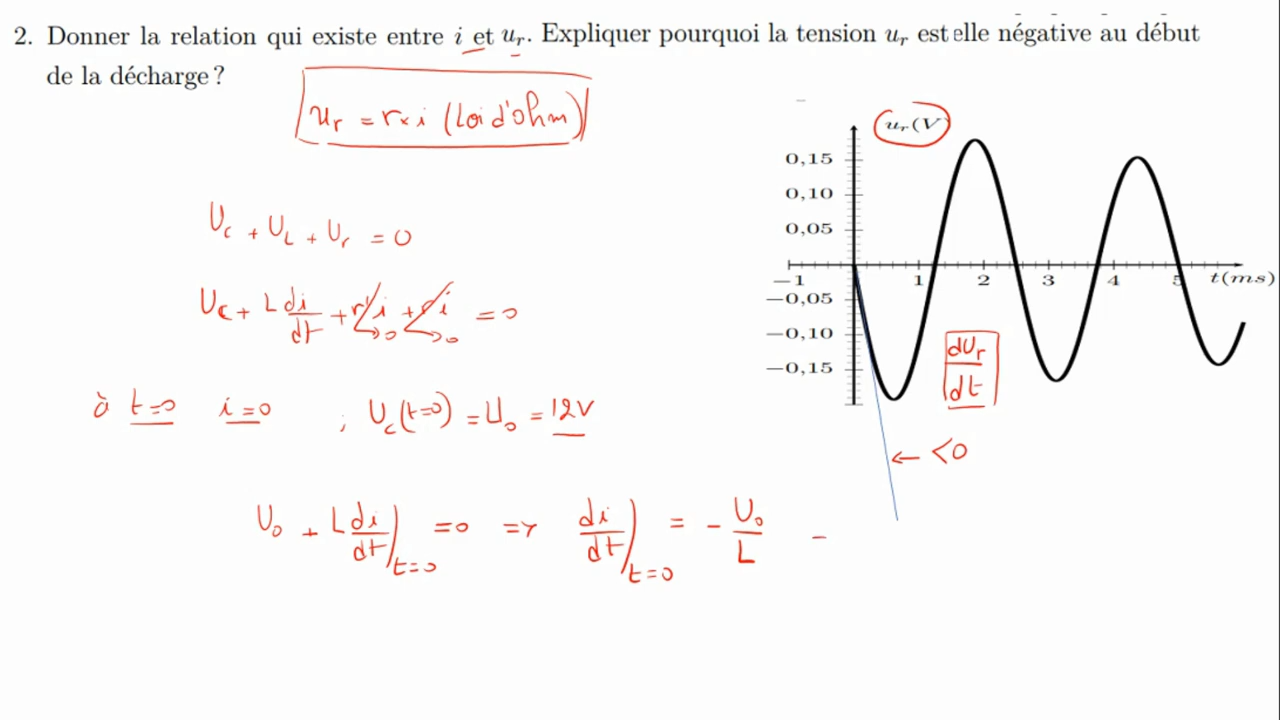 2. Donner la relation qui existe entre i et u_r. Expliquer pourquoi la tension u_r est elle négative au début
de la décharge ?
u_r = r × i (Loi d'ohm)
u_r(V)
0,15
0,10
0,05
−1 1 2 3 4 5 t(ms)
−0,05
−0,10
−0,15
U_c + U_L + U_r = 0
U_c + L di/dt + r'i + ri = 0
→0 →0
dU_r/dt
à t=0 i=0 ; U_c(t=0) = U_0 = 12V
← <0
U_0 + L di/dt)t=0 = 0 => di/dt)t=0 = - U_0/L -